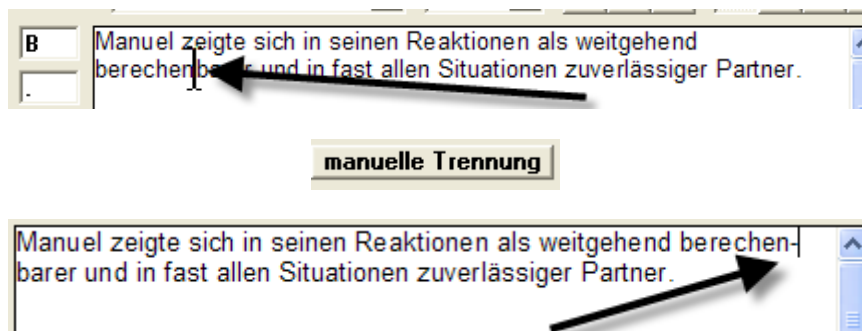 B
Manuel zeigte sich in seinen Reaktionen als weitgehend
berechenbarer und in fast allen Situationen zuverlässiger Partner.
.
manuelle Trennung
Manuel zeigte sich in seinen Reaktionen als weitgehend berechen-
barer und in fast allen Situationen zuverlässiger Partner.